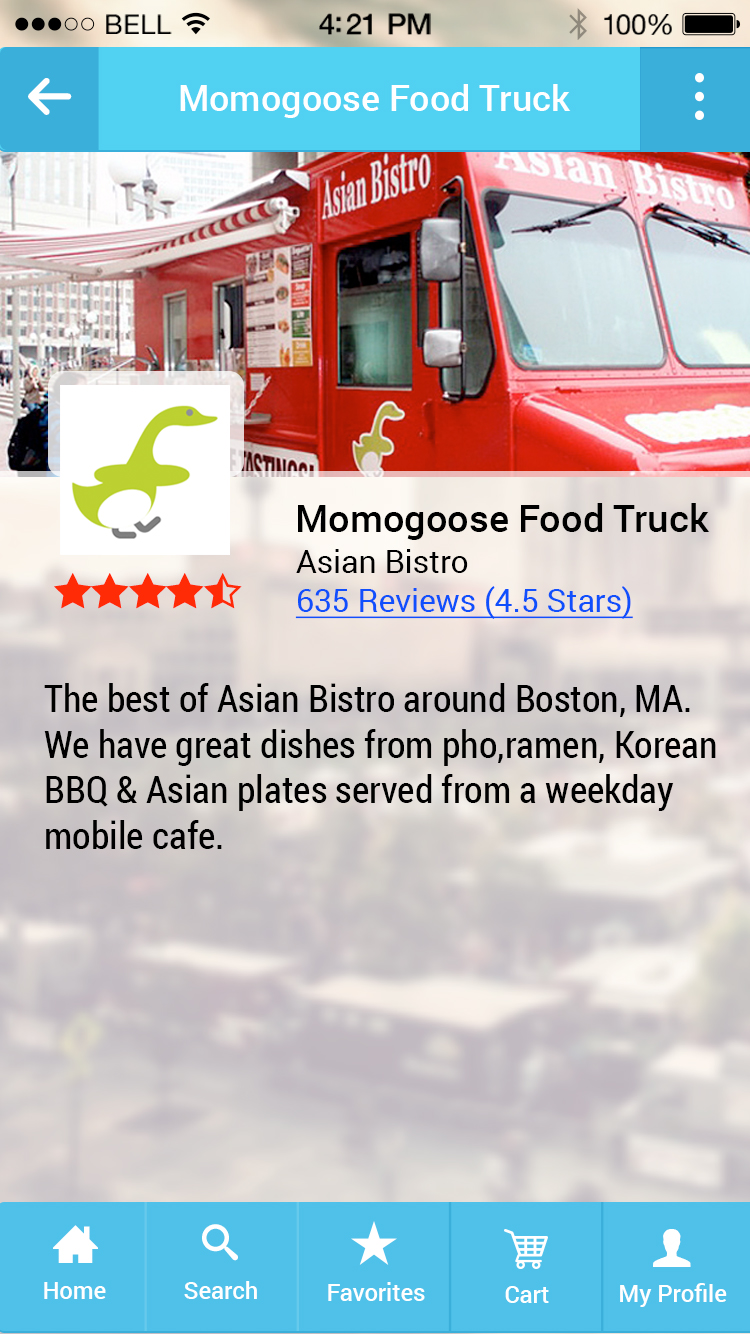 BELL 4:21 PM 100%
Momogoose Food Truck
Asian Bistro
Asian Bistro
TASTINGS!
Momogoose Food Truck
Asian Bistro
635 Reviews (4.5 Stars)
The best of Asian Bistro around Boston, MA.
We have great dishes from pho,ramen, Korean
BBQ & Asian plates served from a weekday
mobile cafe.
Home Search Favorites Cart My Profile